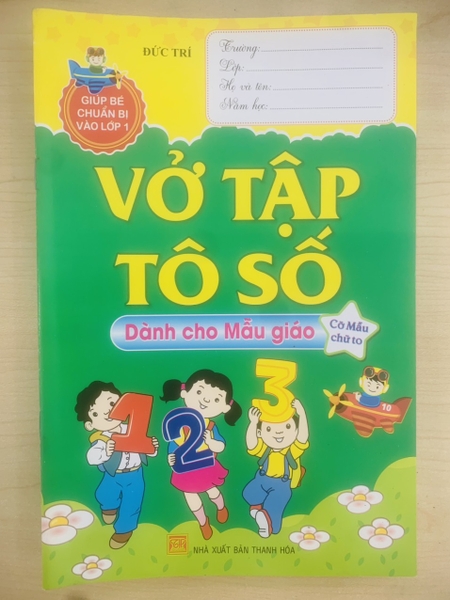 ĐỨC TRÍ
Trường:
Lớp:
Họ và tên:
Năm học:
GIÚP BÉ
CHUẨN BỊ
VÀO LỚP 1
VỞ TẬP
TÔ SỐ
Dành cho Mẫu giáo
Cỡ Mẫu
chữ to
1 2 3
10
NHÀ XUẤT BẢN THANH HÓA